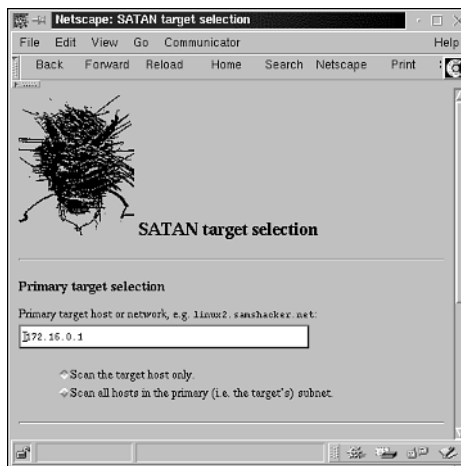 Netscape: SATAN target selection
File Edit View Go Communicator Help
Back Forward Reload Home Search Netscape Print
SATAN target selection
Primary target selection
Primary target host or network, e.g. linux2.samshacker.net:
172.16.0.1
Scan the target host only.
Scan all hosts in the primary (i.e. the target's) subnet.